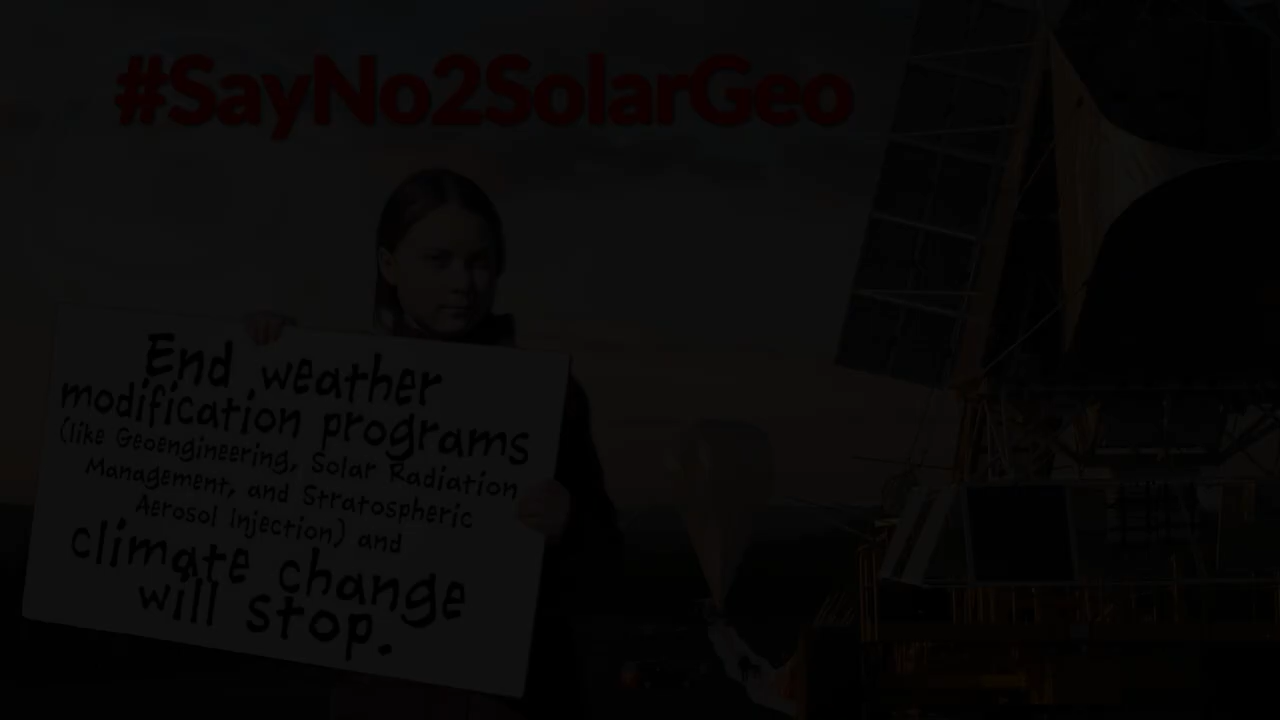 #SayNo2SolarGeo
End weather
modification programs
(like Geoengineering, Solar Radiation
Management, and Stratospheric
Aerosol Injection) and
climate change
will stop.